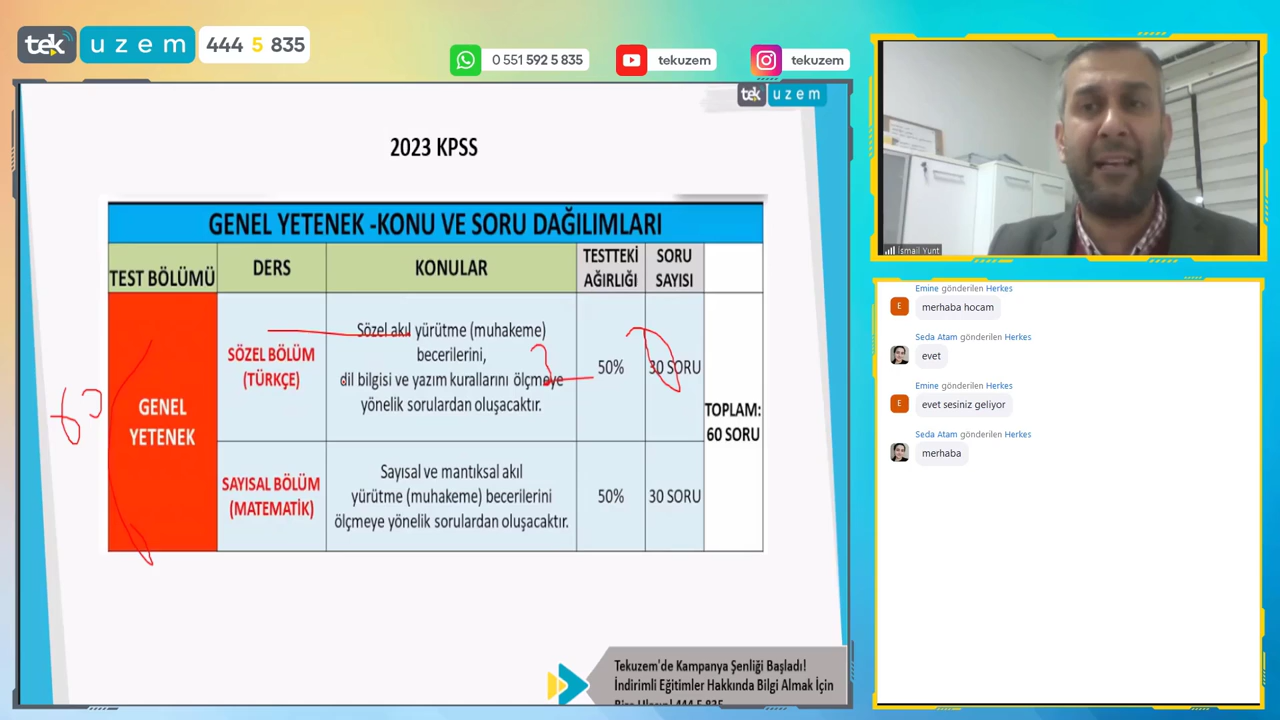 tek uzem 444 5 835
0 551 592 5 835 tekuzem tekuzem
tek uzem
2023 KPSS
GENEL YETENEK -KONU VE SORU DAĞILIMLARI
TEST BÖLÜMÜ
DERS
KONULAR
TESTTEKİ
AĞIRLIĞI
SORU
SAYISI
GENEL
YETENEK
SÖZEL BÖLÜM
(TÜRKÇE)
Sözel akıl yürütme (muhakeme)
becerilerini,
dil bilgisi ve yazım kurallarını ölçmeye
yönelik sorulardan oluşacaktır.
50%
30 SORU
SAYISAL BÖLÜM
(MATEMATİK)
Sayısal ve mantıksal akıl
yürütme (muhakeme) becerilerini
ölçmeye yönelik sorulardan oluşacaktır.
50%
30 SORU
TOPLAM:
60 SORU
Tekuzem'de Kampanya Şenliği Başladı!
İndirimli Eğitimler Hakkında Bilgi Almak İçin
Bize Ulaşın! 444 5 835
İsmail Yunt
Emine gönderilen Herkes
E merhaba hocam
Seda Atam gönderilen Herkes
evet
Emine gönderilen Herkes
E evet sesiniz geliyor
Seda Atam gönderilen Herkes
merhaba